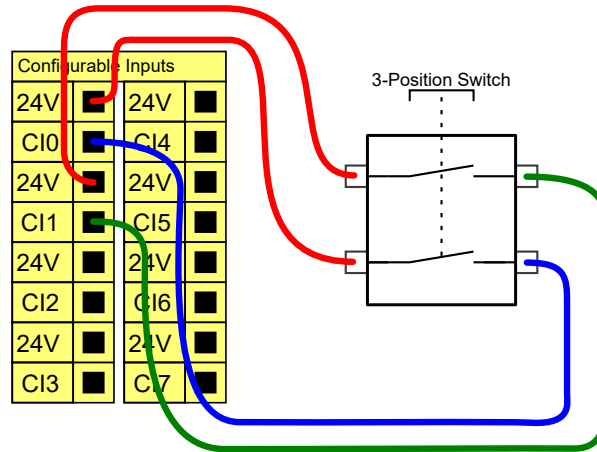 Configurable Inputs
24V 24V
CI0 CI4
24V 24V
CI1 CI5
24V 24V
CI2 CI6
24V 24V
CI3 CI7
3-Position Switch